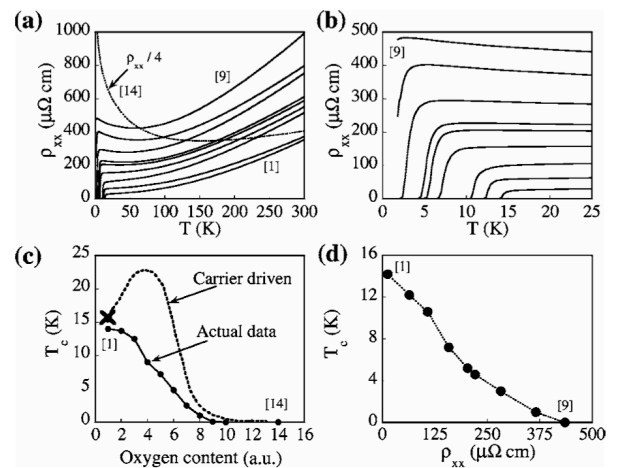 (a)
1000
800
600
400
200
0
ρxx (μΩ cm)
ρxx / 4
[14]
[9]
[1]
0 50 100 150 200 250 300
T (K)
(b)
500
400
300
200
100
0
ρxx (μΩ cm)
[9]
0 5 10 15 20 25
T (K)
(c)
25
20
15
10
5
0
Tc (K)
Carrier driven
Actual data
[1]
[14]
0 2 4 6 8 10 12 14 16
Oxygen content (a.u.)
(d)
16
12
8
4
0
Tc (K)
[1]
[9]
0 125 250 375 500
ρxx (μΩ cm)